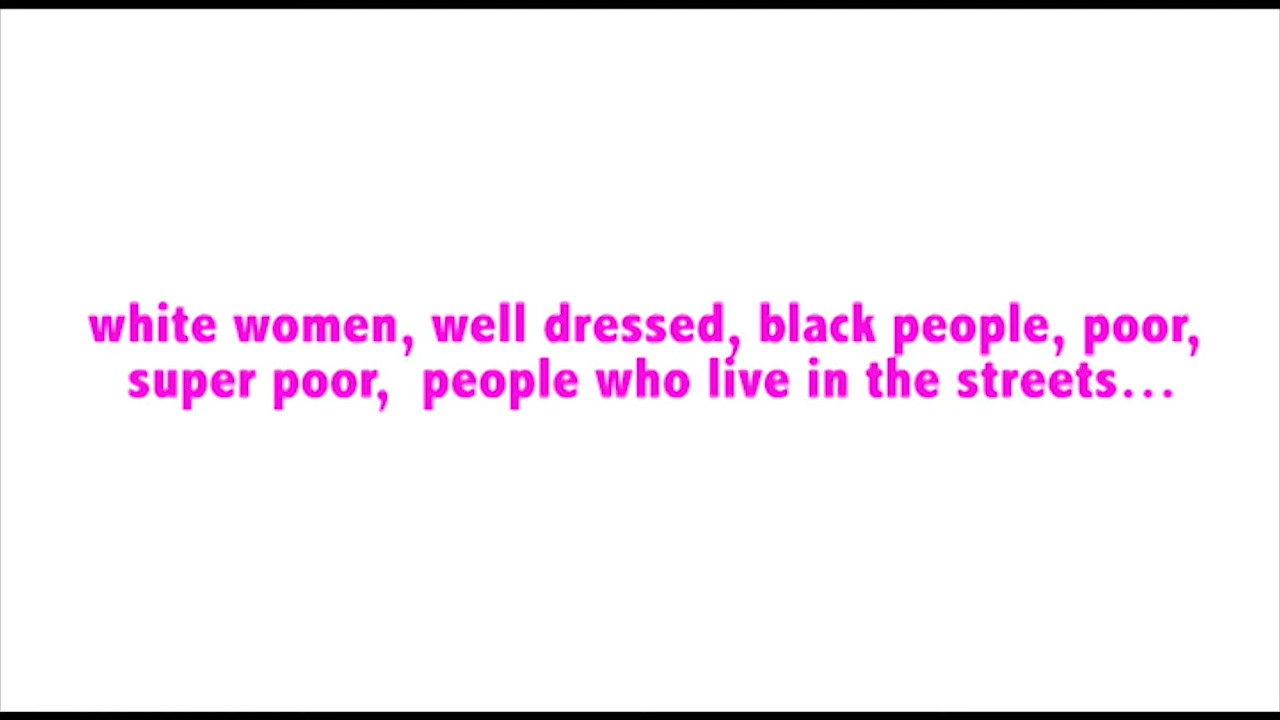 white women, well dressed, black people, poor,
super poor,  people who live in the streets...